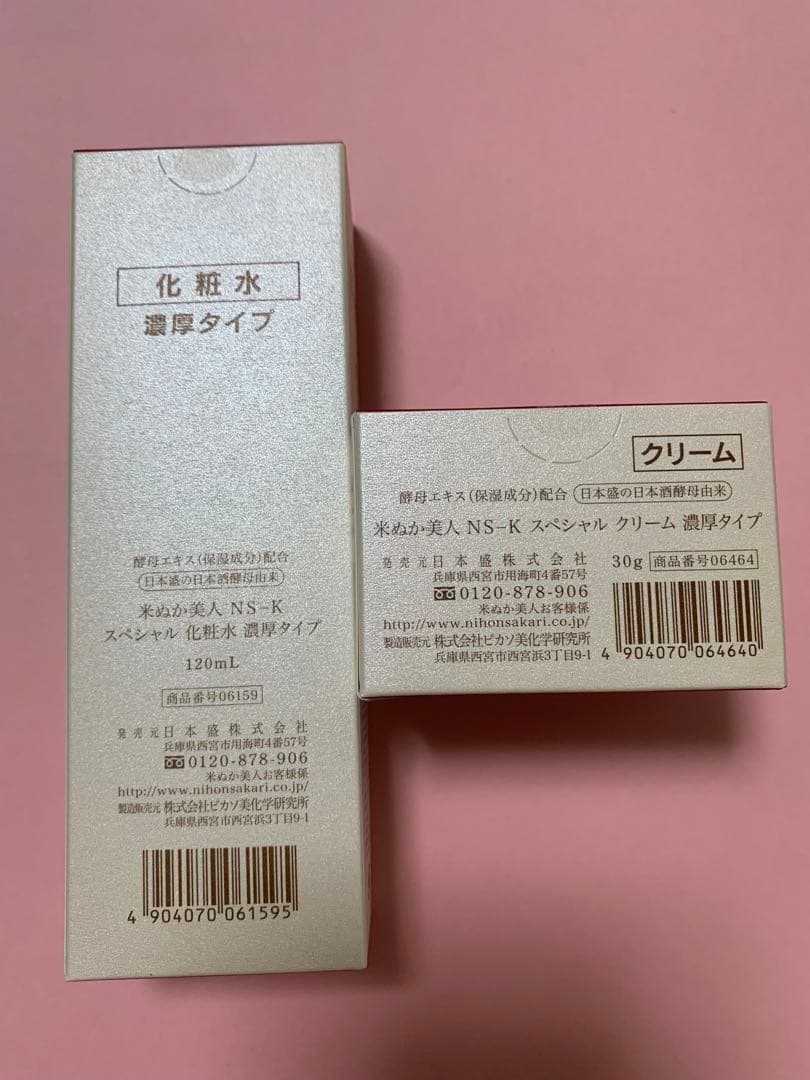 化粧水
濃厚タイプ
酵母エキス(保湿成分)配合
日本盛の日本酒酵母由来
米ぬか美人 NS-K
スペシャル 化粧水 濃厚タイプ
120mL
商品番号06159
発売元 日本盛株式会社
兵庫県西宮市用海町4番57号
0120-878-906
米ぬか美人お客様係
http://www.nihonsakari.co.jp/
製造販売元 株式会社ピカソ美化学研究所
兵庫県西宮市西宮浜3丁目9-1
4 904070 061595
クリーム
酵母エキス(保湿成分)配合 日本盛の日本酒酵母由来
米ぬか美人 NS-K スペシャル クリーム 濃厚タイプ
発売元 日本盛株式会社 30g 商品番号06464
兵庫県西宮市用海町4番57号
0120-878-906
米ぬか美人お客様係
http://www.nihonsakari.co.jp/
製造販売元 株式会社ピカソ美化学研究所
兵庫県西宮市西宮浜3丁目9-1
4 904070 064640